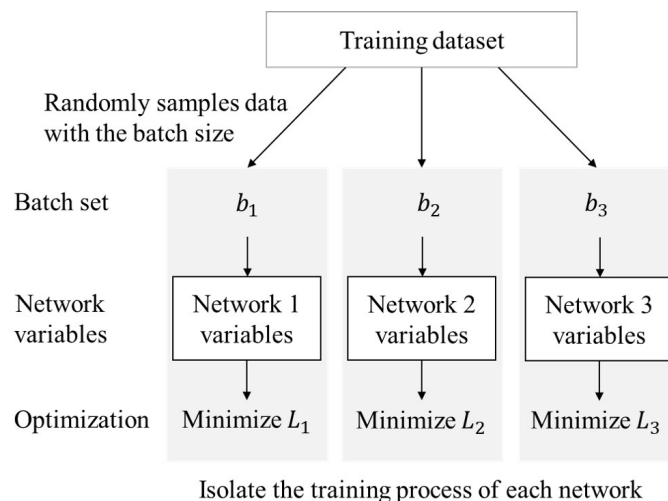 Training dataset
Randomly samples data
with the batch size
Batch set
b₁
b₂
b₃
Network
variables
Network 1
variables
Network 2
variables
Network 3
variables
Optimization
Minimize L₁
Minimize L₂
Minimize L₃
Isolate the training process of each network